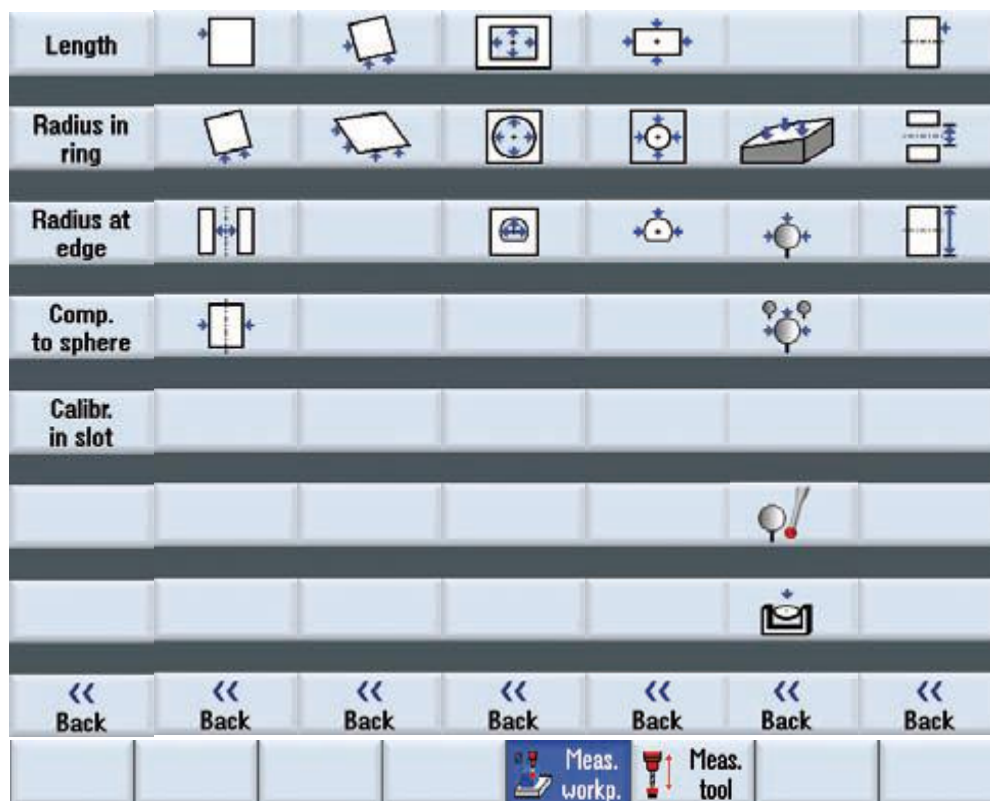 Length
Radius in
ring
Radius at
edge
Comp.
to sphere
Calibr.
in slot
<< Back
<< Back
<< Back
<< Back
<< Back
<< Back
<< Back
Meas.
workp.
Meas.
tool